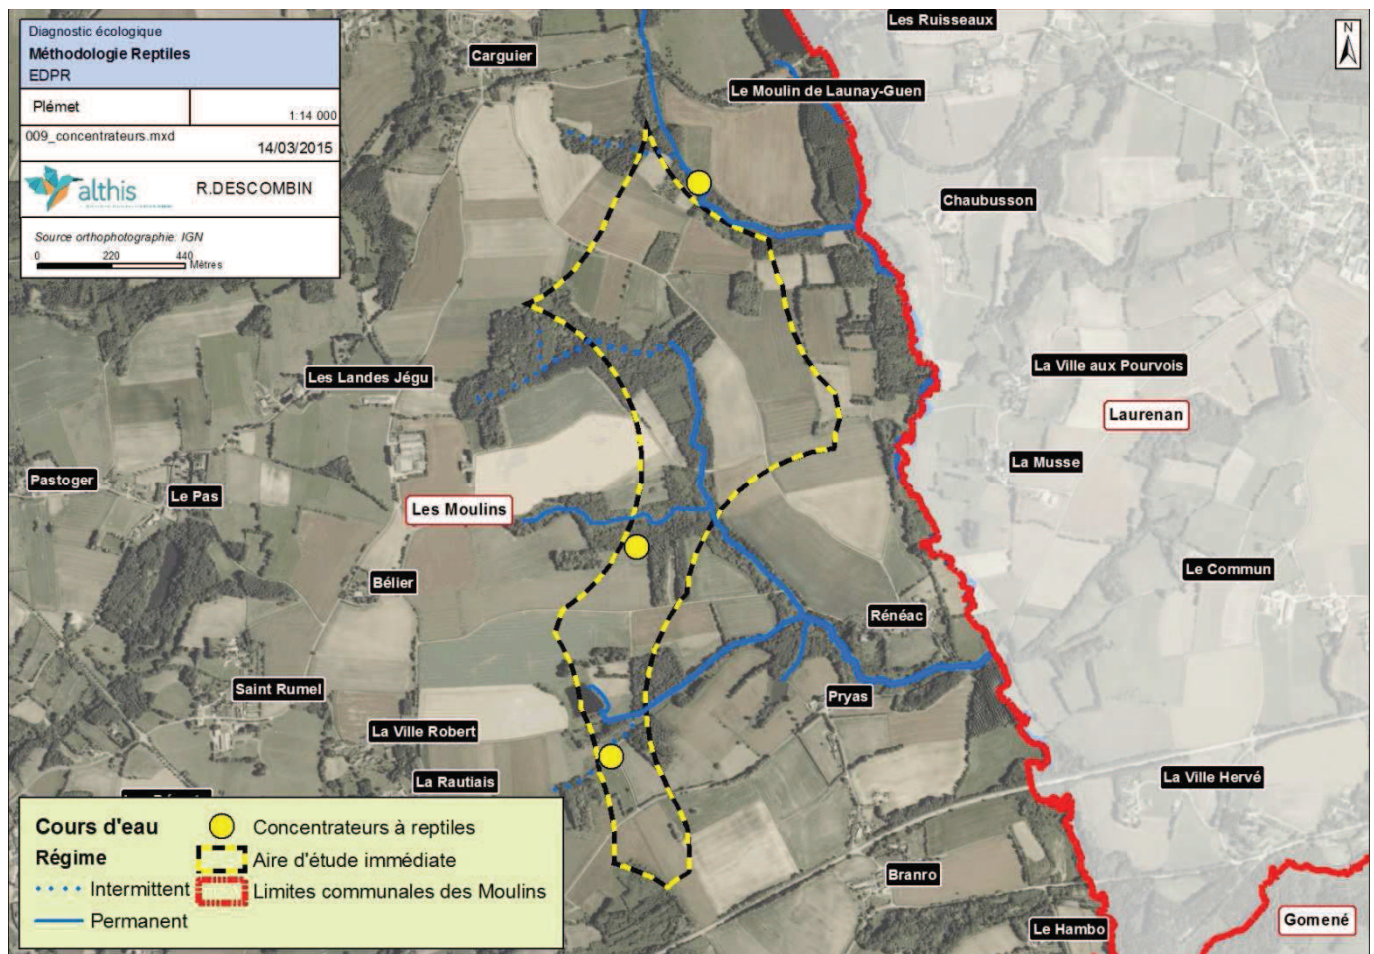 Diagnostic écologique
Méthodologie Reptiles
EDPR
Plémet
1:14 000
009_concentrateurs.mxd
14/03/2015
althis
R.DESCOMBIN
Source orthophotographie: IGN
0 220 440
Mètres
N
Les Ruisseaux
Carguier
Le Moulin de Launay-Guen
Chaubusson
La Ville aux Pourvois
Les Landes Jégu
Laurenan
La Musse
Pastoger
Le Pas
Les Moulins
Le Commun
Bélier
Rénéac
Saint Rumel
Pryas
La Ville Robert
La Rautiais
La Ville Hervé
Branro
Gomené
Le Hambo
Cours d'eau
Régime
Intermittent
Permanent
Concentrateurs à reptiles
Aire d'étude immédiate
Limites communales des Moulins